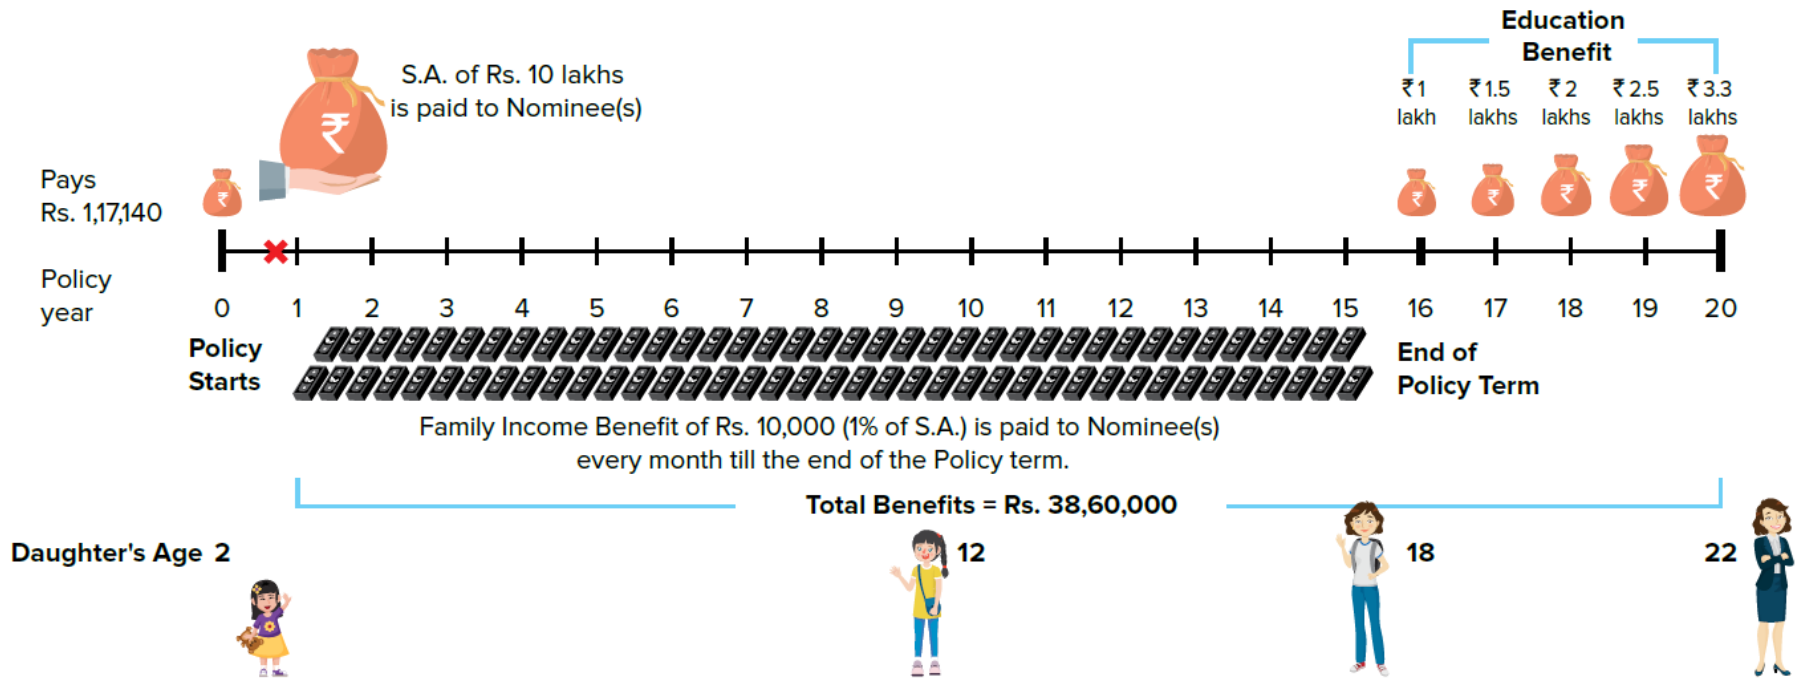 Education
Benefit
₹1
lakh
₹1.5
lakhs
₹2
lakhs
₹2.5
lakhs
₹3.3
lakhs
S.A. of Rs. 10 lakhs
is paid to Nominee(s)
Pays
Rs. 1,17,140
Policy
year
0 1 2 3 4 5 6 7 8 9 10 11 12 13 14 15 16 17 18 19 20
Policy
Starts
End of
Policy Term
Family Income Benefit of Rs. 10,000 (1% of S.A.) is paid to Nominee(s)
every month till the end of the Policy term.
Total Benefits = Rs. 38,60,000
Daughter's Age 2 12 18 22